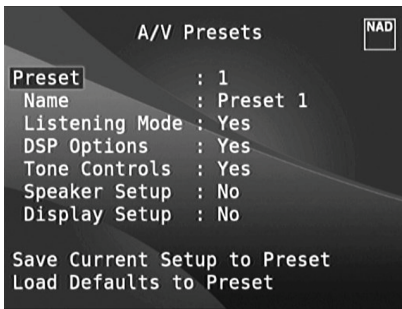 A/V Presets
NAD
Preset : 1
Name : Preset 1
Listening Mode : Yes
DSP Options : Yes
Tone Controls : Yes
Speaker Setup : No
Display Setup : No
Save Current Setup to Preset
Load Defaults to Preset